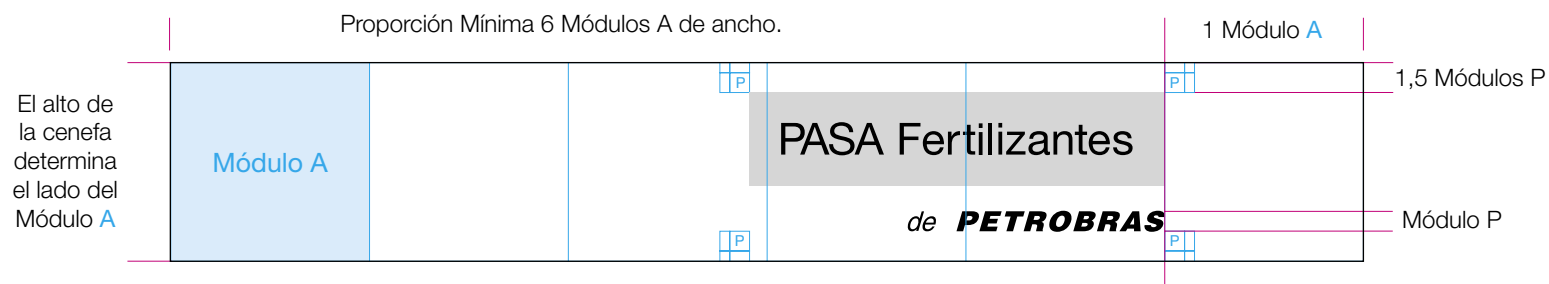 Proporción Mínima 6 Módulos A de ancho.
1 Módulo A
El alto de
la cenefa
determina
el lado del
Módulo A
Módulo A
P
P
1,5 Módulos P
PASA Fertilizantes
de PETROBRAS
Módulo P
P
P